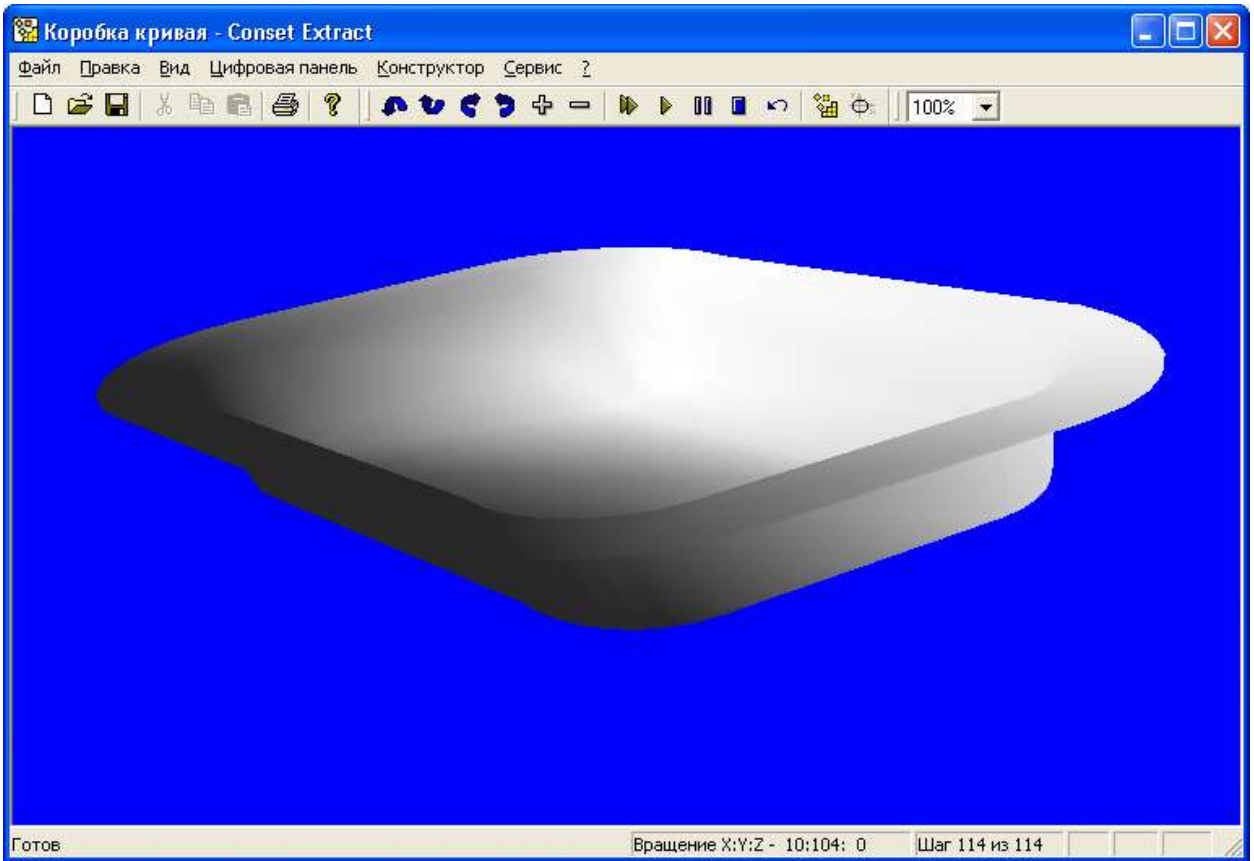 Коробка кривая - Conset Extract
Файл Правка Вид Цифровая панель Конструктор Сервис ?
100%
Готов Вращение X:Y:Z - 10:104: 0 Шаг 114 из 114